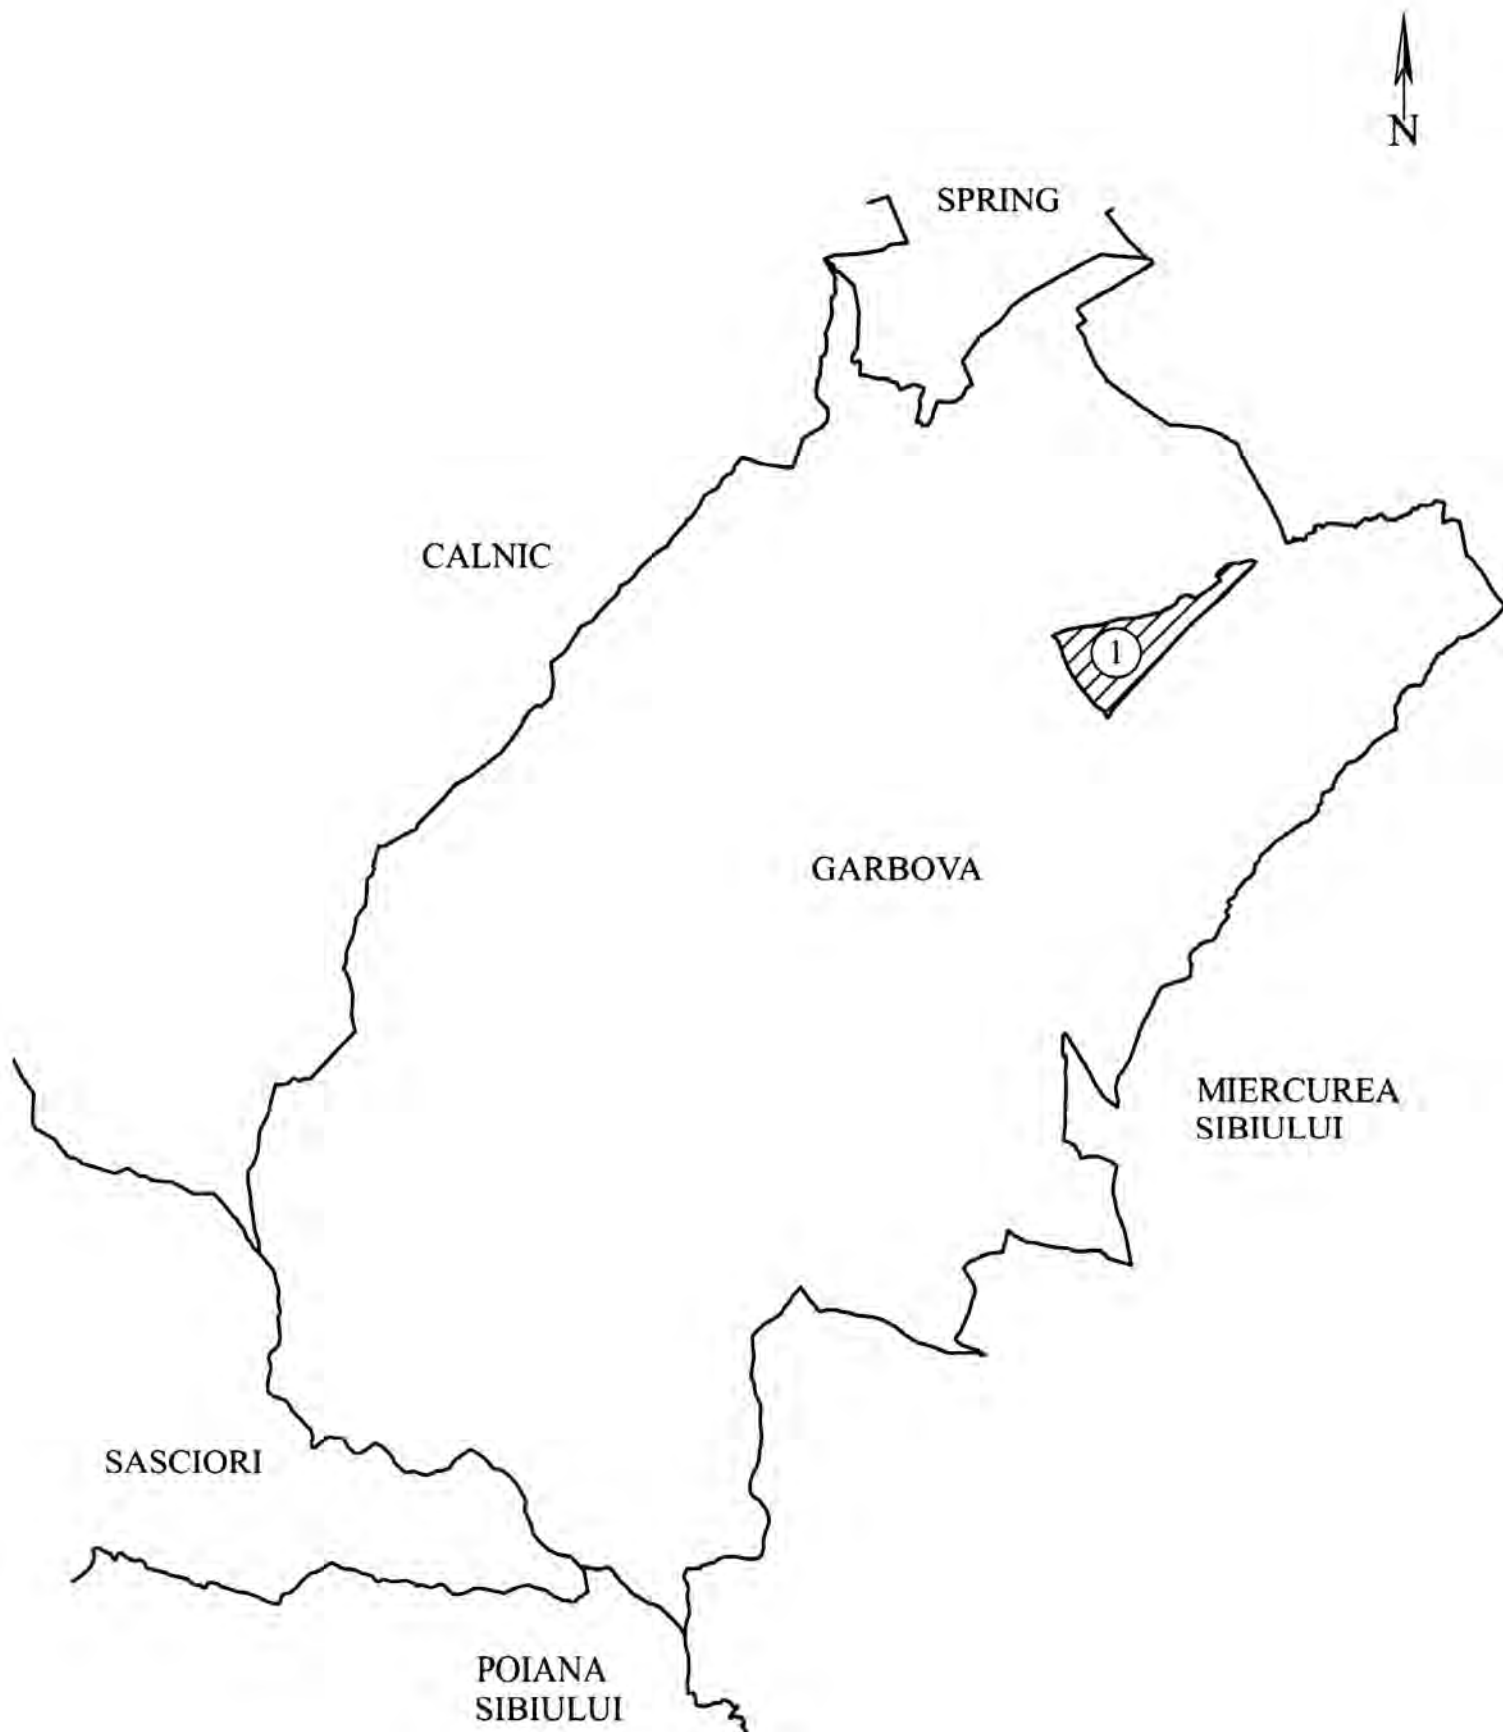 N
SPRING
CALNIC
1
GARBOVA
MIERCUREA
SIBIULUI
SASCIORI
POIANA
SIBIULUI